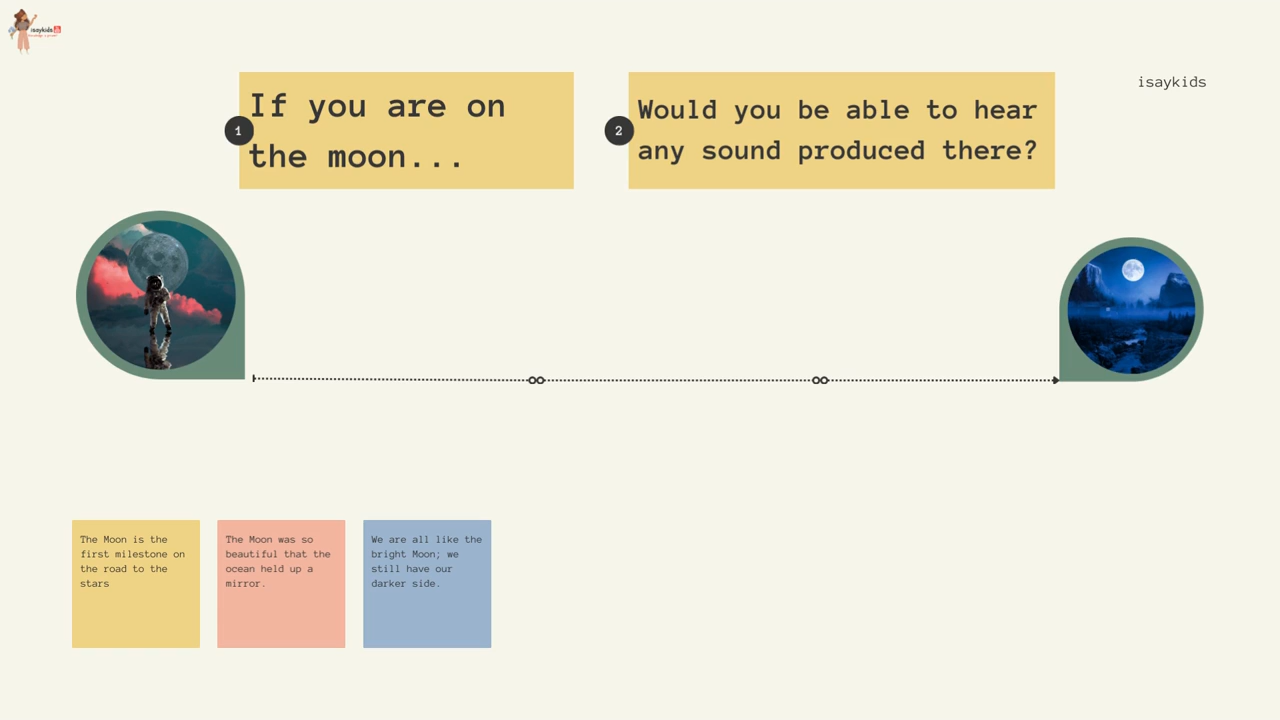 isaykids
isaykids
1
If you are on
the moon...
2
Would you be able to hear
any sound produced there?
The Moon is the
first milestone on
the road to the
stars
The Moon was so
beautiful that the
ocean held up a
mirror.
We are all like the
bright Moon; we
still have our
darker side.